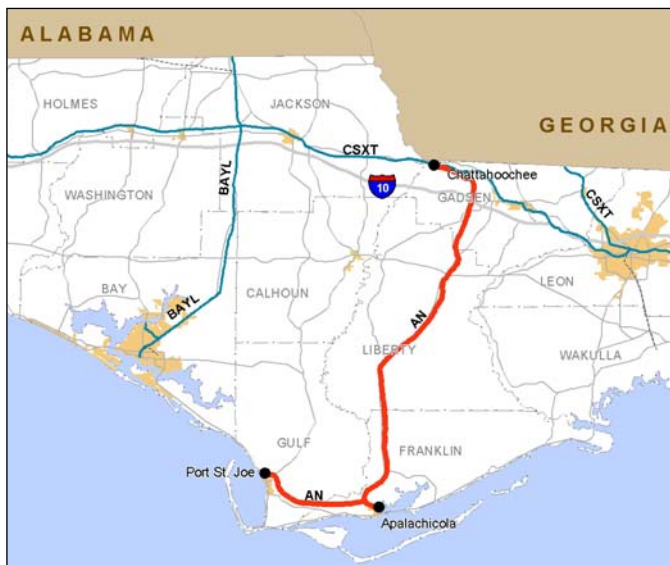 ALABAMA
HOLMES
JACKSON
GEORGIA
CSXT
Chattahoochee
BAYL
10
WASHINGTON
GADSEN
CSXT
LEON
BAY
CALHOUN
BAYL
AN
LIBERTY
WAKULLA
GULF
FRANKLIN
Port St. Joe
AN
Apalachicola